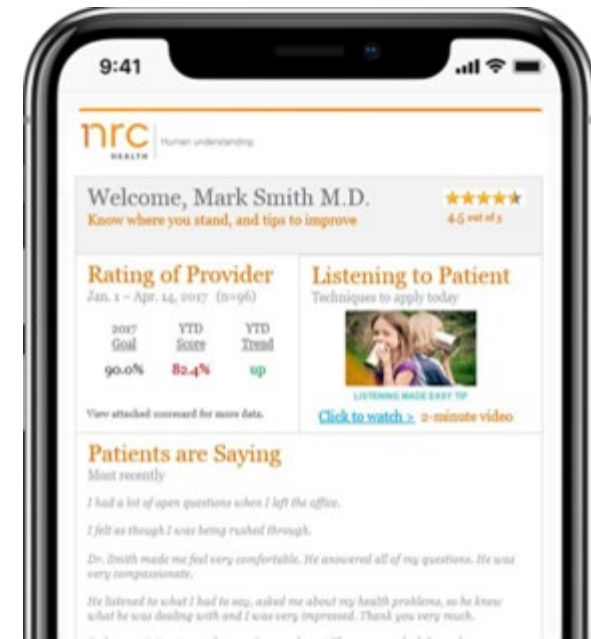 9:41
nrc
HEALTH
Human understanding
Welcome, Mark Smith M.D.
Know where you stand, and tips to improve
4.5 out of 5
Rating of Provider
Jan. 1 – Apr. 14, 2017 (n=96)
2017 YTD YTD
Goal Score Trend
90.0% 82.4% up
View attached scorecard for more data.
Listening to Patient
Techniques to apply today
LISTENING MADE EASY TIP
Click to watch > 2-minute video
Patients are Saying
Most recently
I had a lot of open questions when I left the office.
I felt as though I was being rushed through.
Dr. Smith made me feel very comfortable. He answered all of my questions. He was
very compassionate.
He listened to what I had to say, asked me about my health problems, so he knew
what he was dealing with and I was very impressed. Thank you very much.